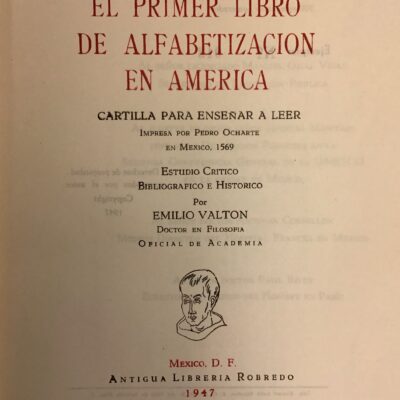 EL PRIMER LIBRO
DE ALFABETIZACION
EN AMERICA
CARTILLA PARA ENSEÑAR A LEER
IMPRESA POR PEDRO OCHARTE
EN MEXICO, 1569
ESTUDIO CRITICO
BIBLIOGRAFICO E HISTORICO
Por
EMILIO VALTON
DOCTOR EN FILOSOFIA
OFICIAL DE ACADEMIA
MEXICO, D. F.
ANTIGUA LIBRERIA ROBREDO
1947